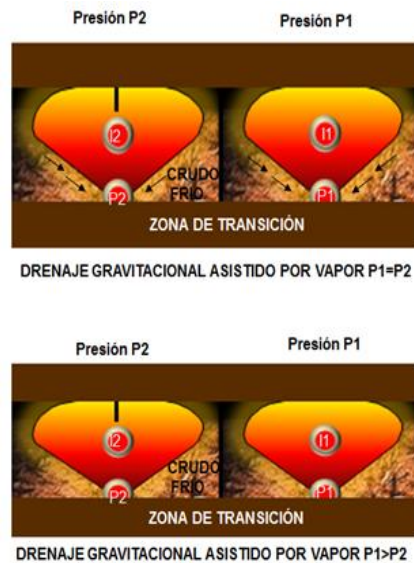 Presión P2 Presión P1
I2 I1
CRUDO
FRIO
P2 P1
ZONA DE TRANSICIÓN
DRENAJE GRAVITACIONAL ASISTIDO POR VAPOR P1=P2
Presión P2 Presión P1
I2 I1
CRUDO
FRIO
P2 P1
ZONA DE TRANSICIÓN
DRENAJE GRAVITACIONAL ASISTIDO POR VAPOR P1>P2